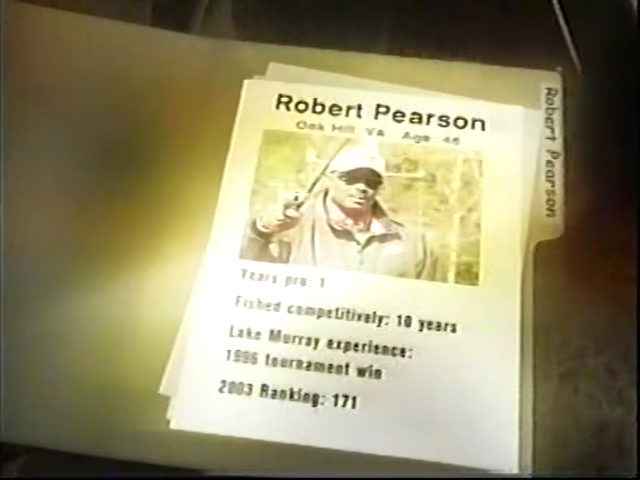 Robert Pearson
Oak Hill, VA Age: 46
Years pro: 1
Fished competitively: 10 years
Lake Murray experience:
1996 tournament win
2003 Ranking: 171
Robert Pearson